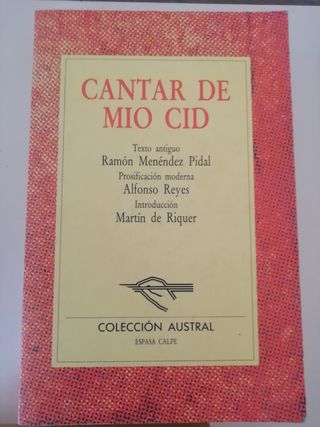 CANTAR DE
MIO CID
Texto antiguo
Ramón Menéndez Pidal
Prosificación moderna
Alfonso Reyes
Introducción
Martín de Riquer
COLECCIÓN AUSTRAL
ESPASA CALPE